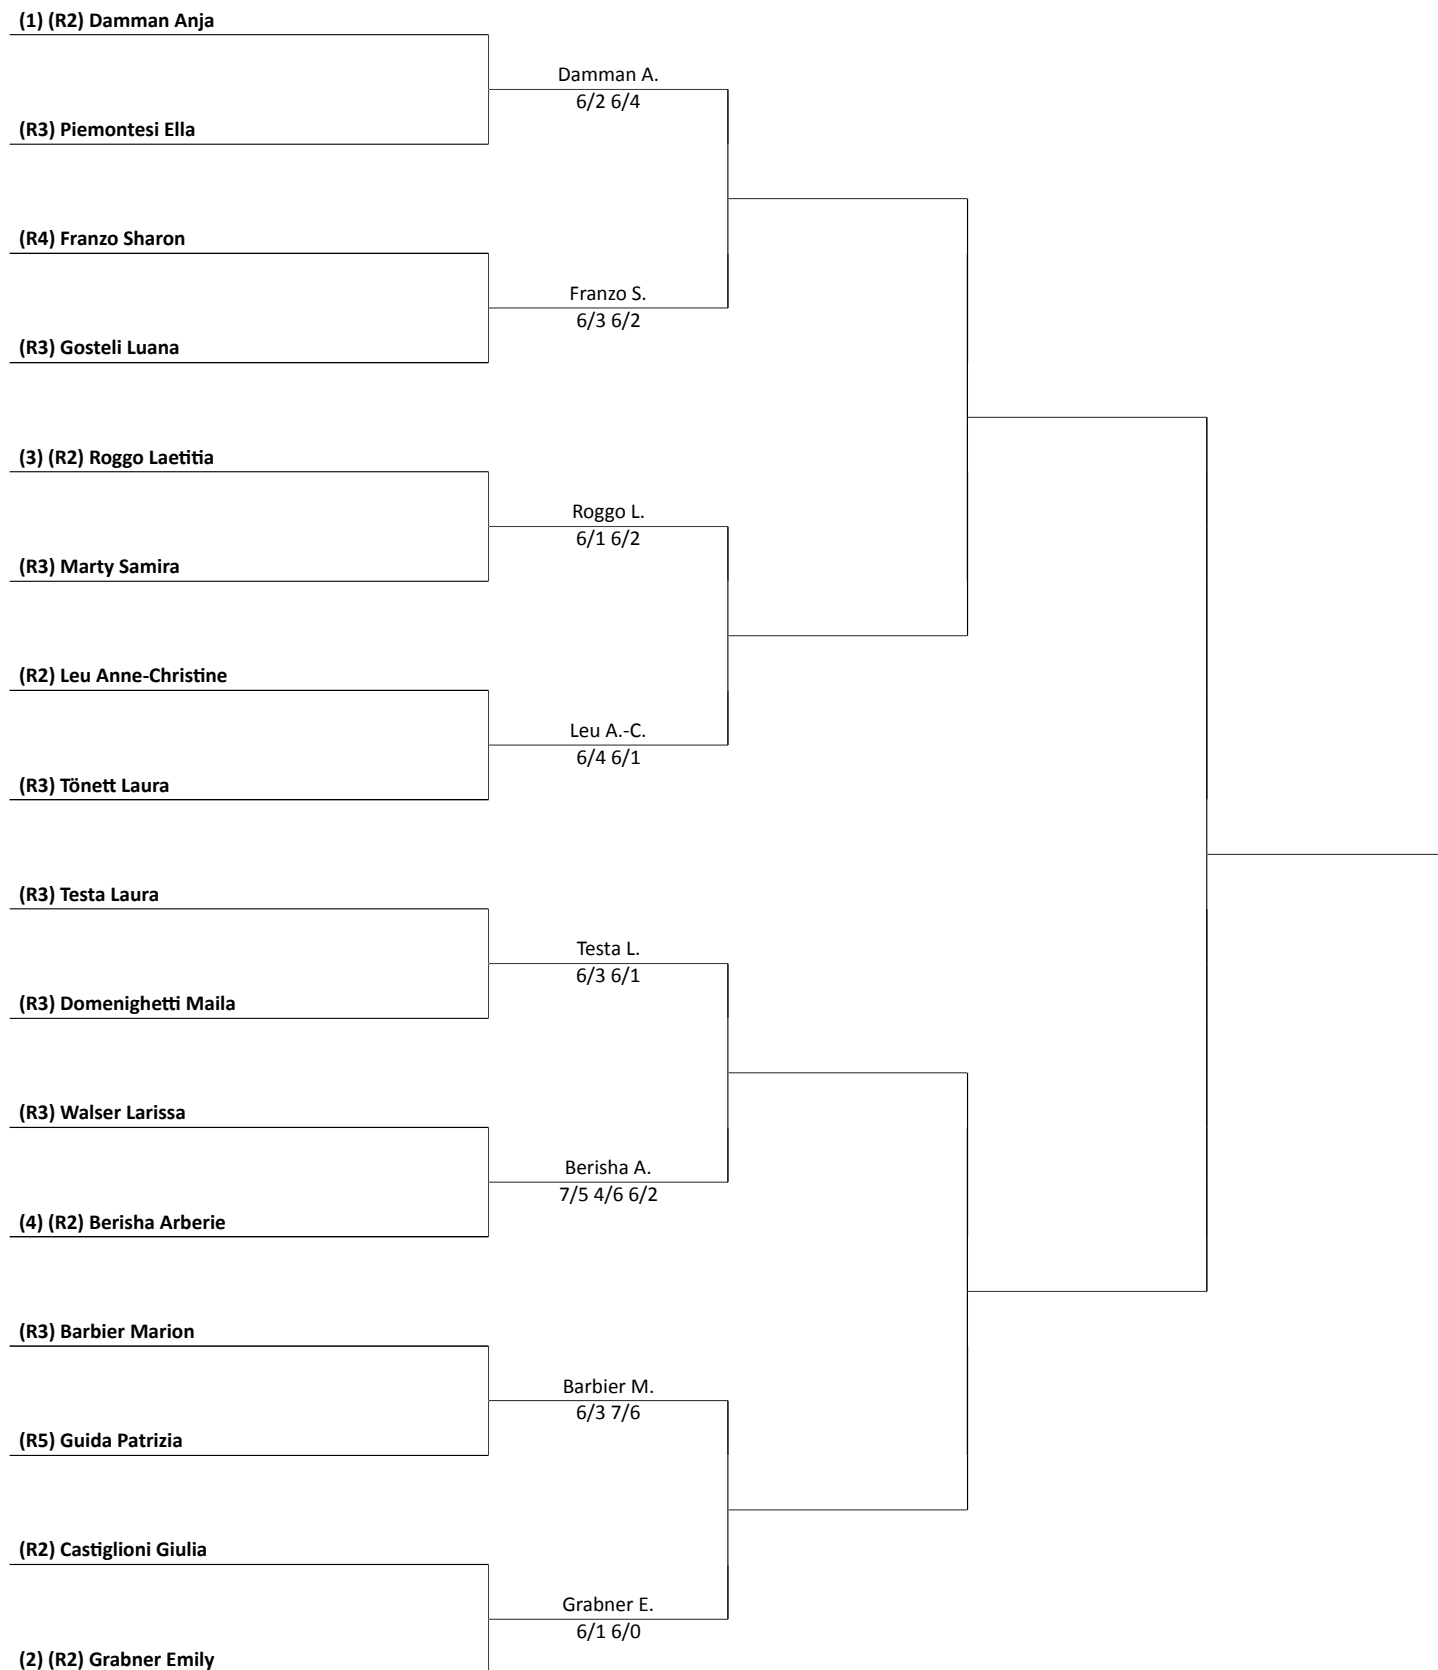 (1) (R2) Damman Anja
Damman A.
6/2 6/4
(R3) Piemontesi Ella
(R4) Franzo Sharon
Franzo S.
6/3 6/2
(R3) Gosteli Luana
(3) (R2) Roggo Laetitia
Roggo L.
6/1 6/2
(R3) Marty Samira
(R2) Leu Anne-Christine
Leu A.-C.
6/4 6/1
(R3) Tönett Laura
(R3) Testa Laura
Testa L.
6/3 6/1
(R3) Domenighetti Maila
(R3) Walser Larissa
Berisha A.
7/5 4/6 6/2
(4) (R2) Berisha Arberie
(R3) Barbier Marion
Barbier M.
6/3 7/6
(R5) Guida Patrizia
(R2) Castiglioni Giulia
Grabner E.
6/1 6/0
(2) (R2) Grabner Emily